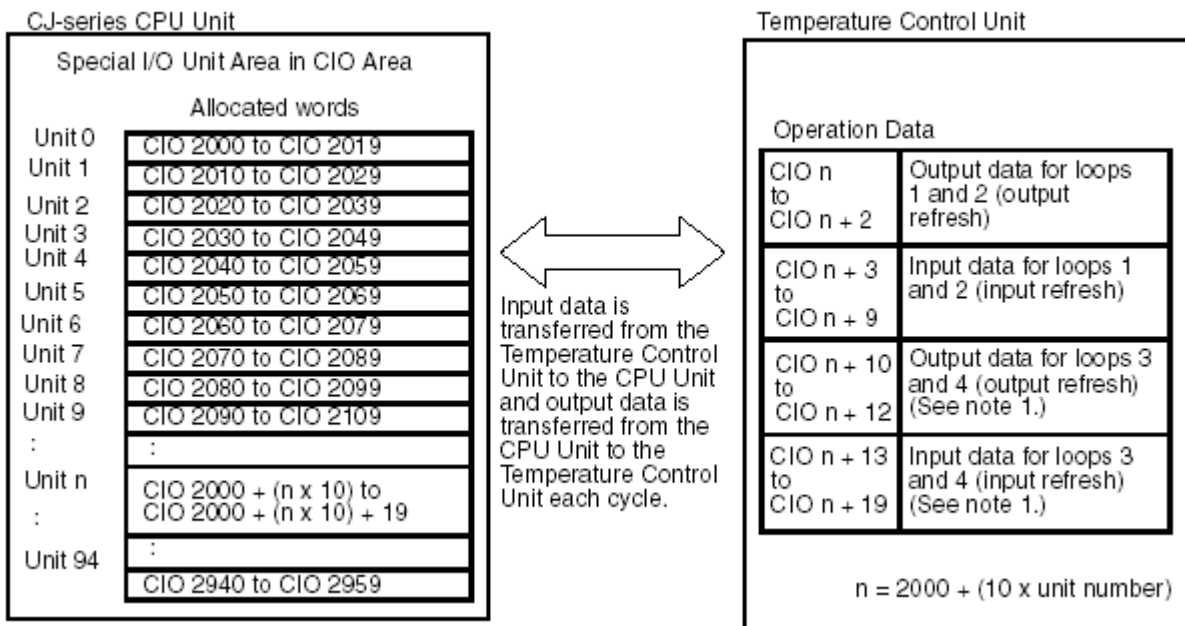 CJ-series CPU Unit
Special I/O Unit Area in CIO Area
Allocated words
Unit 0
CIO 2000 to CIO 2019
Unit 1
CIO 2010 to CIO 2029
Unit 2
CIO 2020 to CIO 2039
Unit 3
CIO 2030 to CIO 2049
Unit 4
CIO 2040 to CIO 2059
Unit 5
CIO 2050 to CIO 2069
Unit 6
CIO 2060 to CIO 2079
Unit 7
CIO 2070 to CIO 2089
Unit 8
CIO 2080 to CIO 2099
Unit 9
CIO 2090 to CIO 2109
:
:
Unit n
CIO 2000 + (n x 10) to
CIO 2000 + (n x 10) + 19
:
:
Unit 94
CIO 2940 to CIO 2959
Input data is
transferred from the
Temperature Control
Unit to the CPU Unit
and output data is
transferred from the
CPU Unit to the
Temperature Control
Unit each cycle.
Temperature Control Unit
Operation Data
CIO n
to
CIO n + 2
Output data for loops
1 and 2 (output
refresh)
CIO n + 3
to
CIO n + 9
Input data for loops 1
and 2 (input refresh)
CIO n + 10
to
CIO n + 12
Output data for loops 3
and 4 (output refresh)
(See note 1.)
CIO n + 13
to
CIO n + 19
Input data for loops 3
and 4 (input refresh)
(See note 1.)
n = 2000 + (10 x unit number)